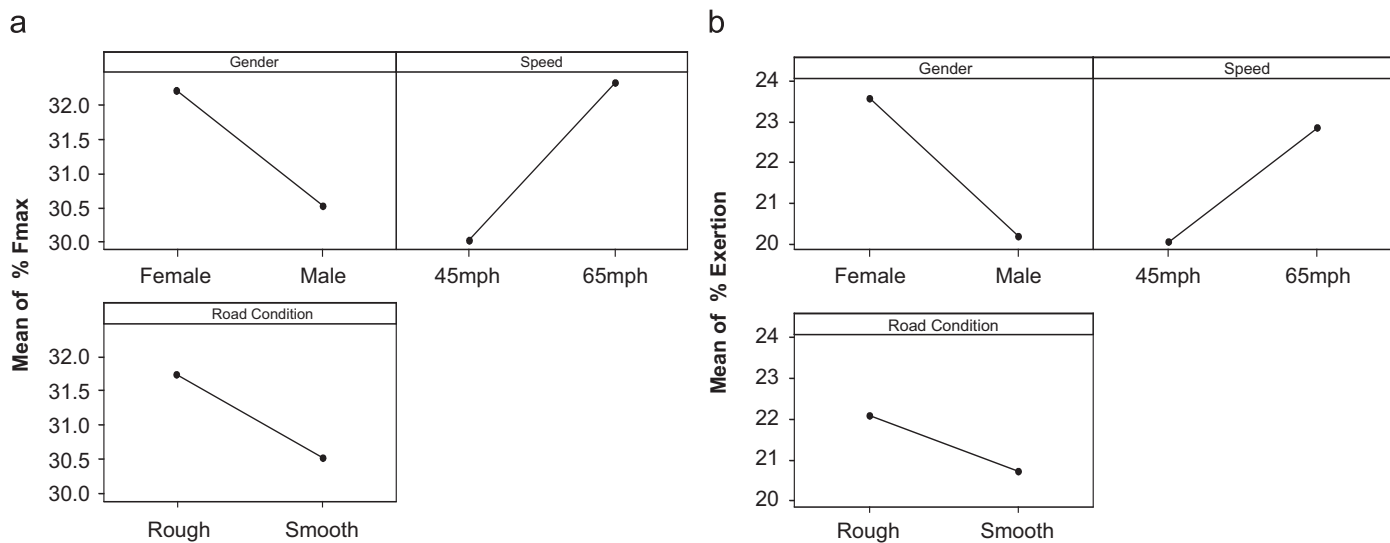 a
Gender Speed
32.0
31.5
31.0
30.5
30.0
Female Male 45mph 65mph
Road Condition
32.0
31.5
31.0
30.5
30.0
Rough Smooth
Mean of % Fmax
b
Gender Speed
24
23
22
21
20
Female Male 45mph 65mph
Road Condition
24
23
22
21
20
Rough Smooth
Mean of % Exertion